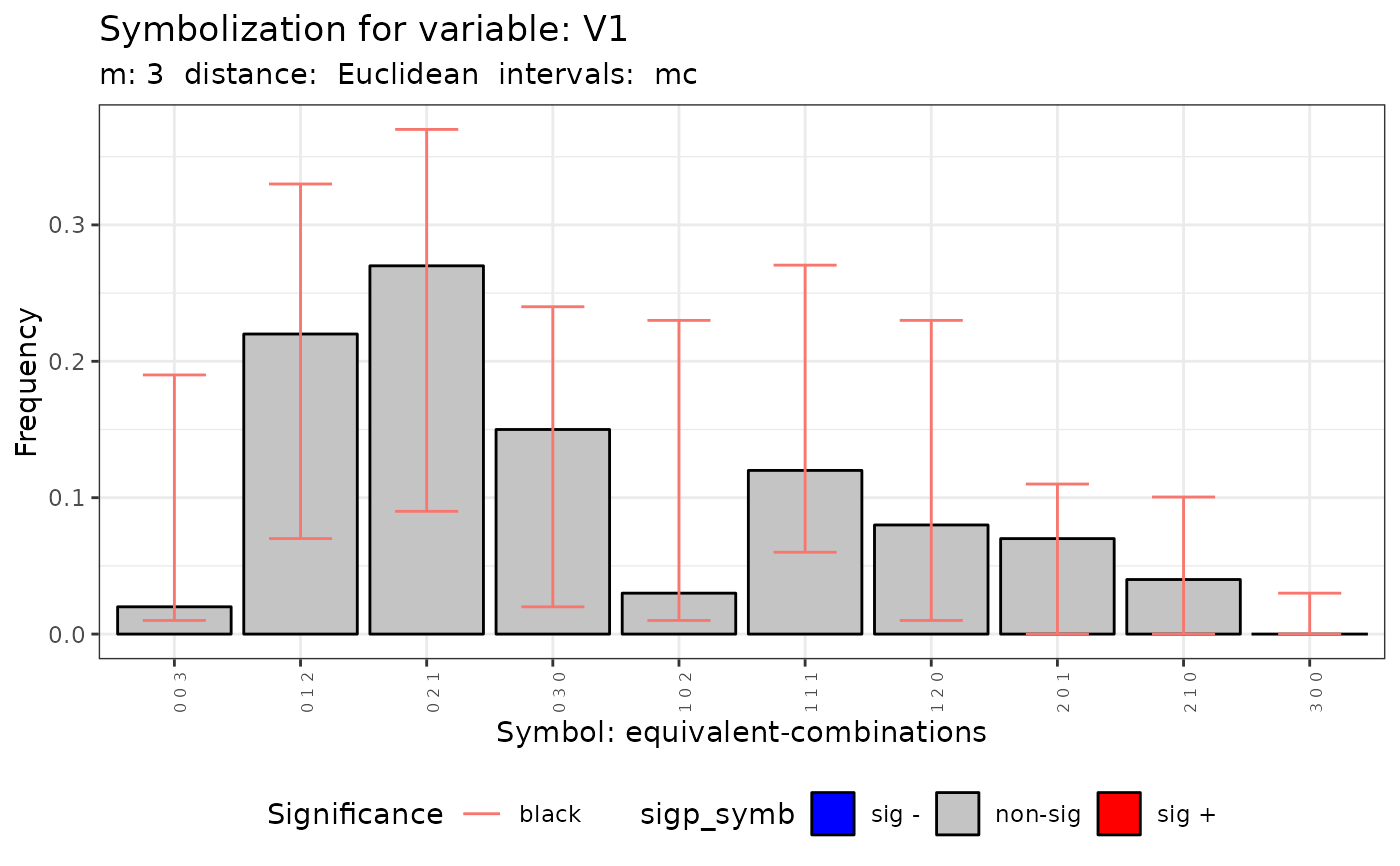 Symbolization for variable: V1
m: 3  distance:  Euclidean  intervals:  mc
Frequency
0.3
0.2
0.1
0.0
0 0 3
0 1 2
0 2 1
0 3 0
1 0 2
1 1 1
1 2 0
2 0 1
2 1 0
3 0 0
Symbol: equivalent-combinations
Significance black sigp_symb sig - non-sig sig +